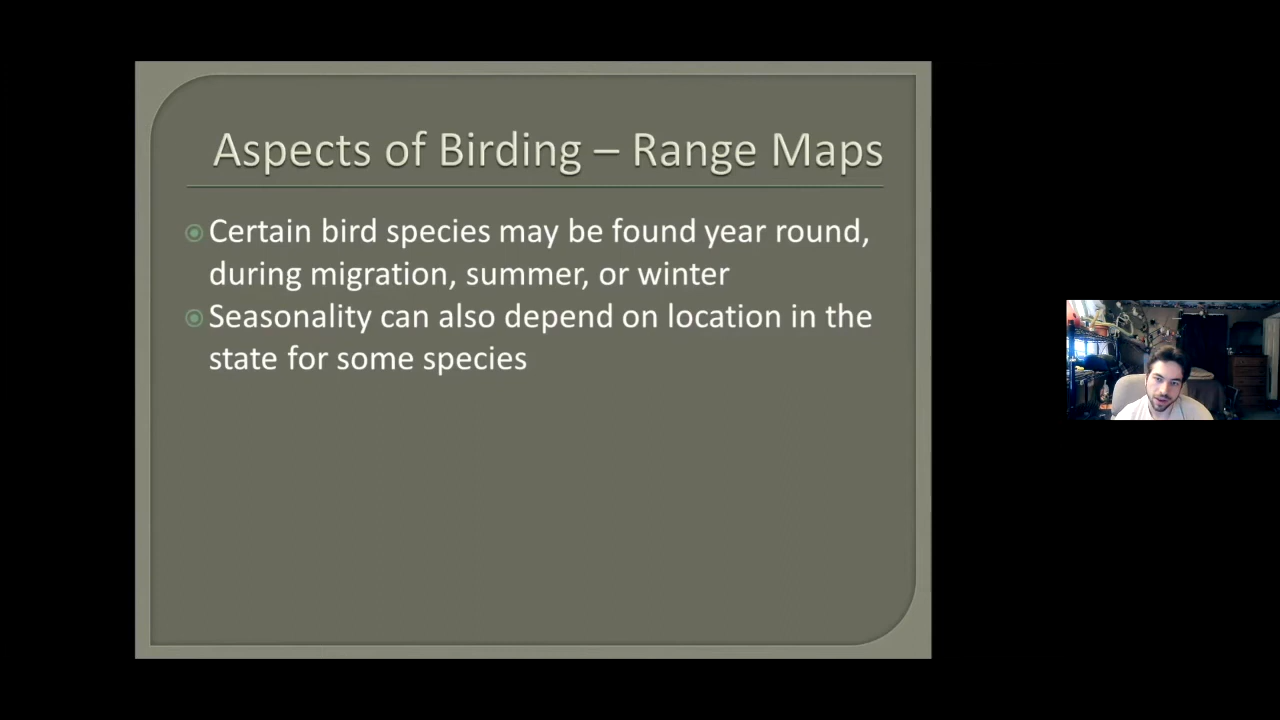 Aspects of Birding – Range Maps
Certain bird species may be found year round,
during migration, summer, or winter
Seasonality can also depend on location in the
state for some species